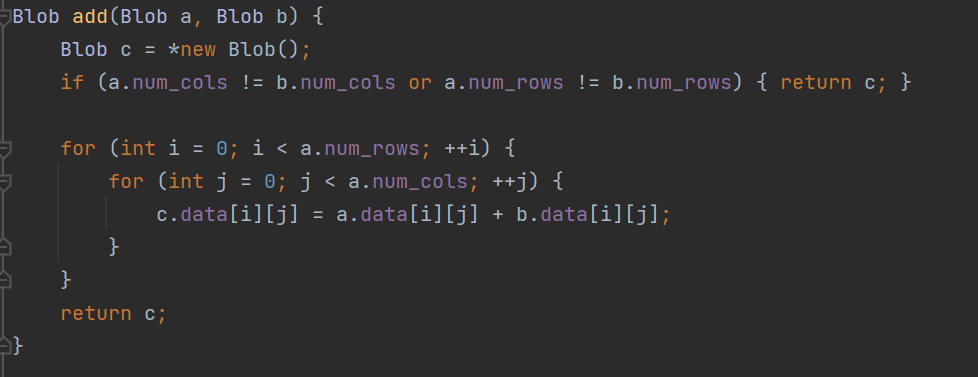 Blob add(Blob a, Blob b) {
    Blob c = *new Blob();
    if (a.num_cols != b.num_cols or a.num_rows != b.num_rows) { return c; }

    for (int i = 0; i < a.num_rows; ++i) {
        for (int j = 0; j < a.num_cols; ++j) {
            c.data[i][j] = a.data[i][j] + b.data[i][j];
        }
    }
    return c;
}